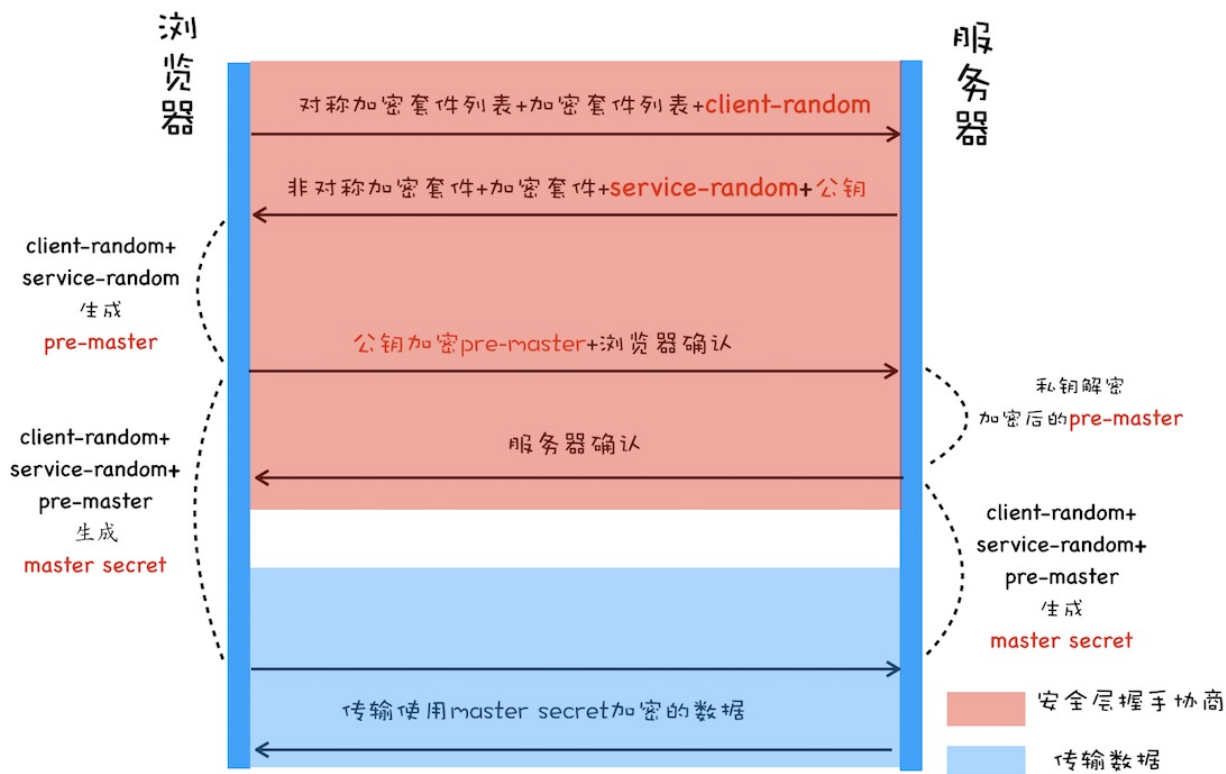 浏览器
服务器
对称加密套件列表+加密套件列表+client-random
非对称加密套件+加密套件+service-random+公钥
client-random+
service-random
生成
pre-master
公钥加密pre-master+浏览器确认
私钥解密
加密后的pre-master
client-random+
service-random+
pre-master
生成
master secret
服务器确认
client-random+
service-random+
pre-master
生成
master secret
传输使用master secret加密的数据
安全层握手协商
传输数据